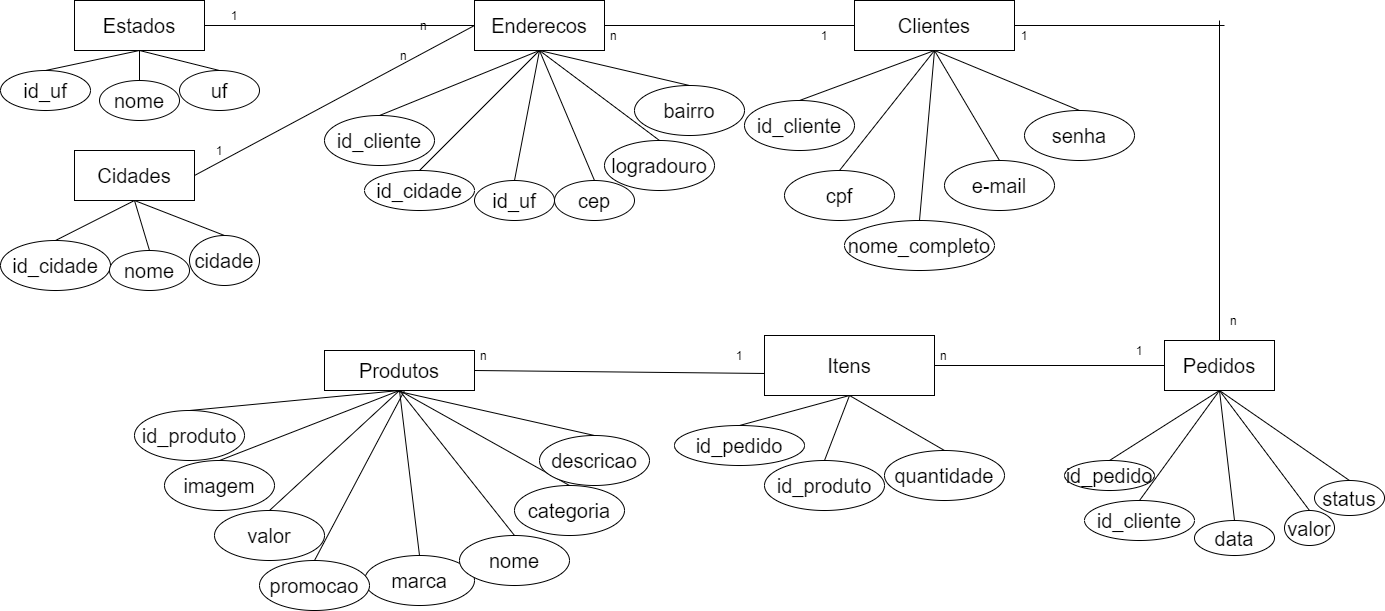 Estados
1
n
Enderecos
n
1
Clientes
1
n
id_uf
nome
uf
bairro
id_cliente
logradouro
id_cidade
id_uf
cep
id_cliente
senha
cpf
e-mail
nome_completo
1
Cidades
id_cidade
nome
cidade
n
Produtos
n
1
Itens
n
1
Pedidos
id_produto
imagem
valor
promocao
marca
nome
categoria
descricao
id_pedido
id_produto
quantidade
id_pedido
id_cliente
data
valor
status